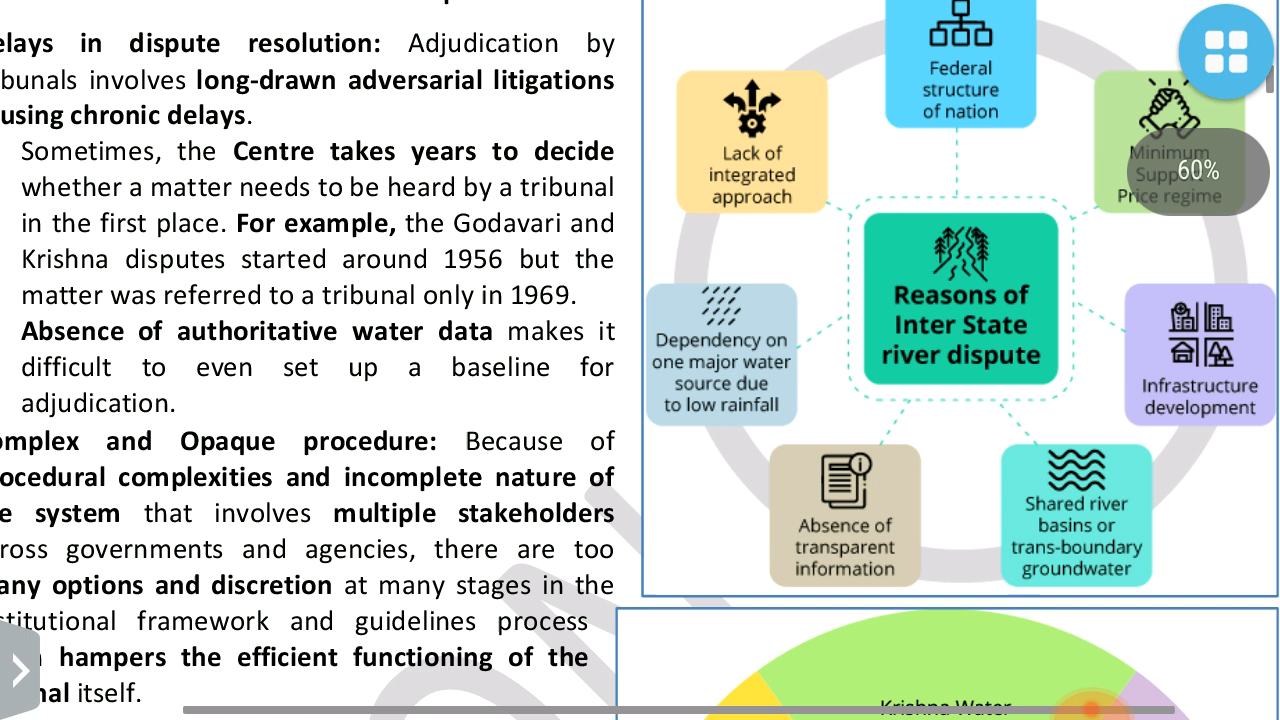 elays in dispute resolution: Adjudication by
bunals involves long-drawn adversarial litigations
using chronic delays.
Sometimes, the Centre takes years to decide
whether a matter needs to be heard by a tribunal
in the first place. For example, the Godavari and
Krishna disputes started around 1956 but the
matter was referred to a tribunal only in 1969.
Absence of authoritative water data makes it
difficult to even set up a baseline for
adjudication.
omplex and Opaque procedure: Because of
ocedural complexities and incomplete nature of
e system that involves multiple stakeholders
ross governments and agencies, there are too
any options and discretion at many stages in the
stitutional framework and guidelines process
hampers the efficient functioning of the
nal itself.
Federal
structure
of nation
Lack of
integrated
approach
Minimum
Support
Price regime
60%
Reasons of
Inter State
river dispute
Dependency on
one major water
source due
to low rainfall
Infrastructure
development
Absence of
transparent
information
Shared river
basins or
trans-boundary
groundwater
Krishna Water